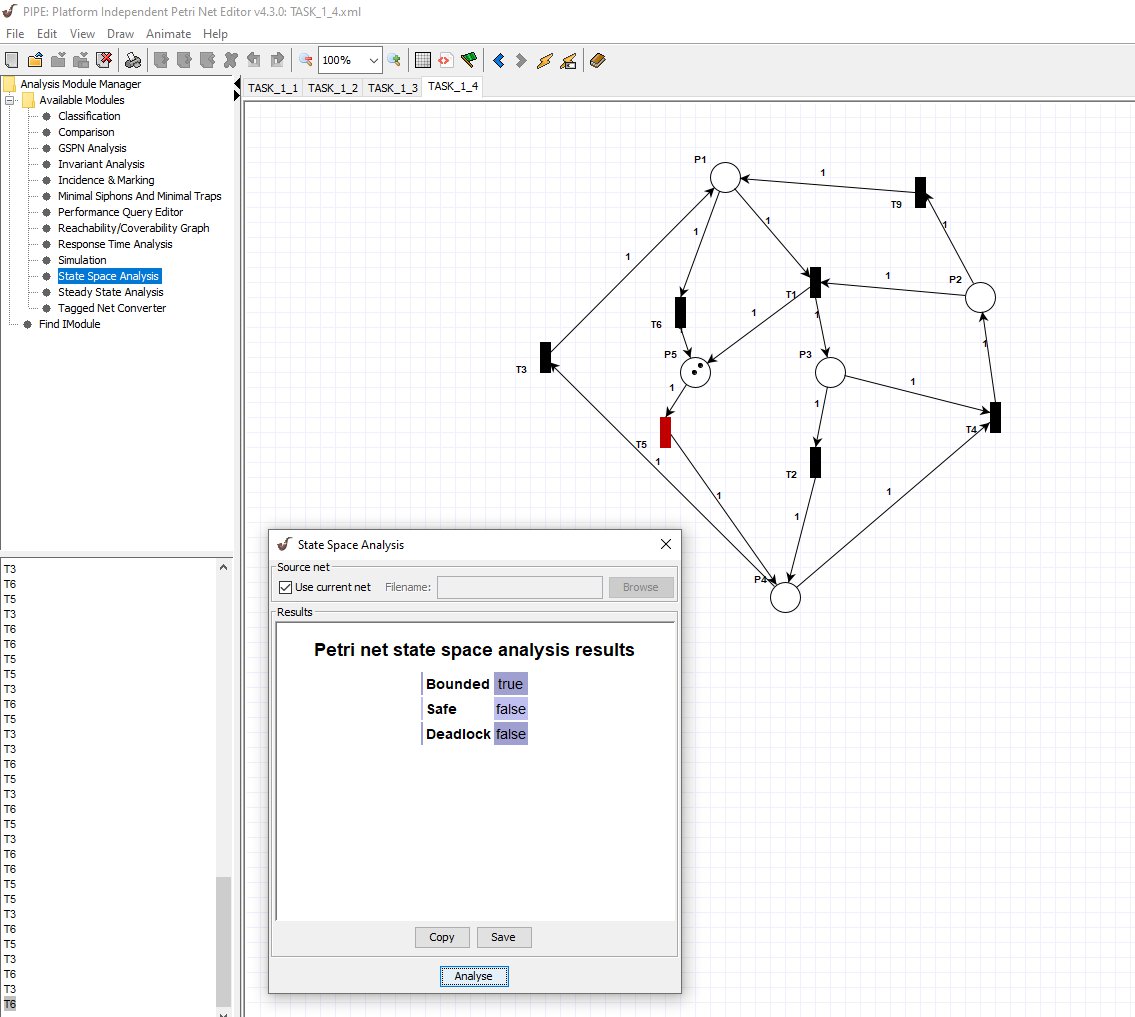 PIPE: Platform Independent Petri Net Editor v4.3.0: TASK_1_4.xml
File Edit View Draw Animate Help
100%
Analysis Module Manager
Available Modules
Classification
Comparison
GSPN Analysis
Invariant Analysis
Incidence & Marking
Minimal Siphons And Minimal Traps
Performance Query Editor
Reachability/Coverability Graph
Response Time Analysis
Simulation
State Space Analysis
Steady State Analysis
Tagged Net Converter
Find IModule
T3
T6
T5
T3
T6
T6
T5
T5
T3
T6
T5
T3
T3
T6
T5
T3
T6
T5
T3
T6
T6
T5
T5
T3
T6
T5
T3
T6
T3
T6
TASK_1_1 TASK_1_2 TASK_1_3 TASK_1_4
P1
1
T9
1
1
1
1
1
P2
T1
1
T6
1
1
P5
P3
T3
1
1
1
1
T4
T5
1
T2
1
1
1
P4
State Space Analysis
Source net
Use current net Filename: Browse
Results
Petri net state space analysis results
Bounded true
Safe false
Deadlock false
Copy Save
Analyse